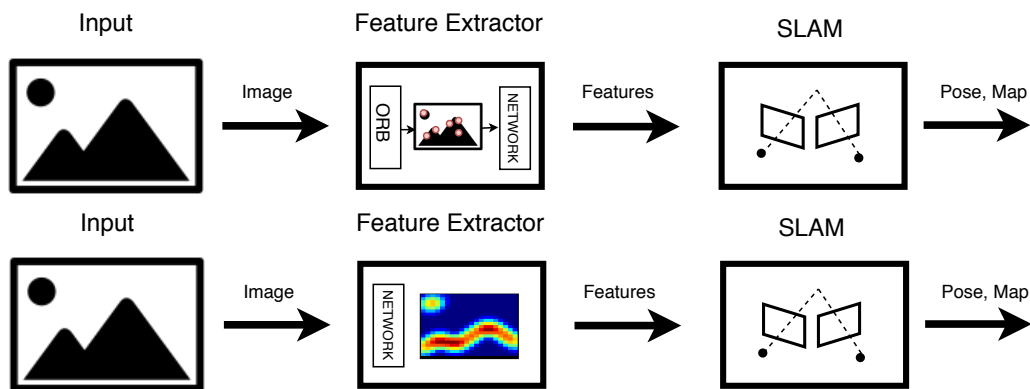 Input
Feature Extractor
SLAM
Image
ORB
NETWORK
Features
Pose, Map
Input
Feature Extractor
SLAM
Image
NETWORK
Features
Pose, Map